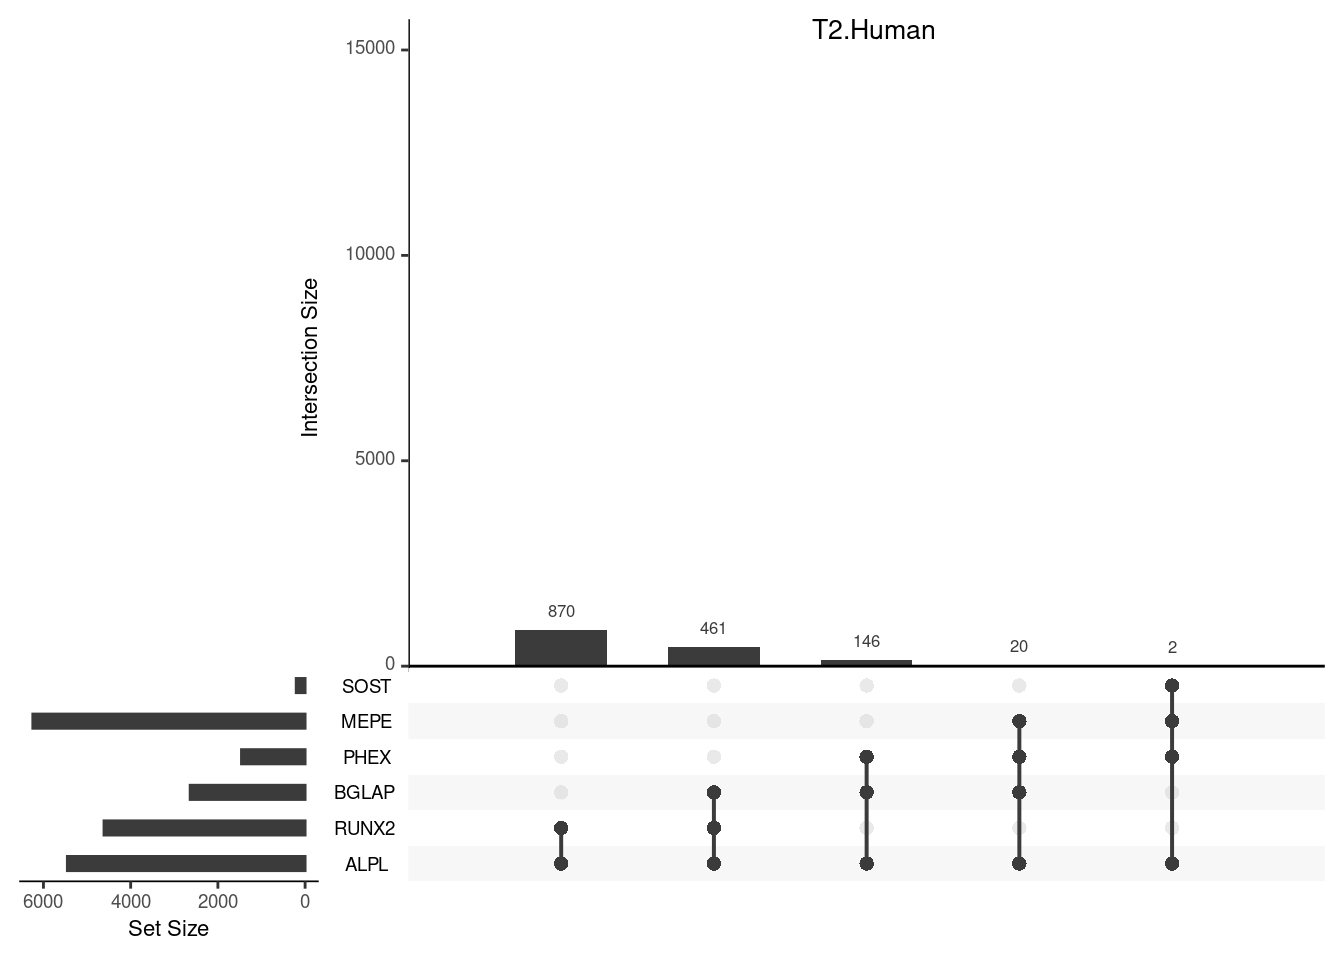 T2.Human
15000
10000
5000
0
Intersection Size
870
461
146
20
2
SOST
MEPE
PHEX
BGLAP
RUNX2
ALPL
6000 4000 2000 0
Set Size